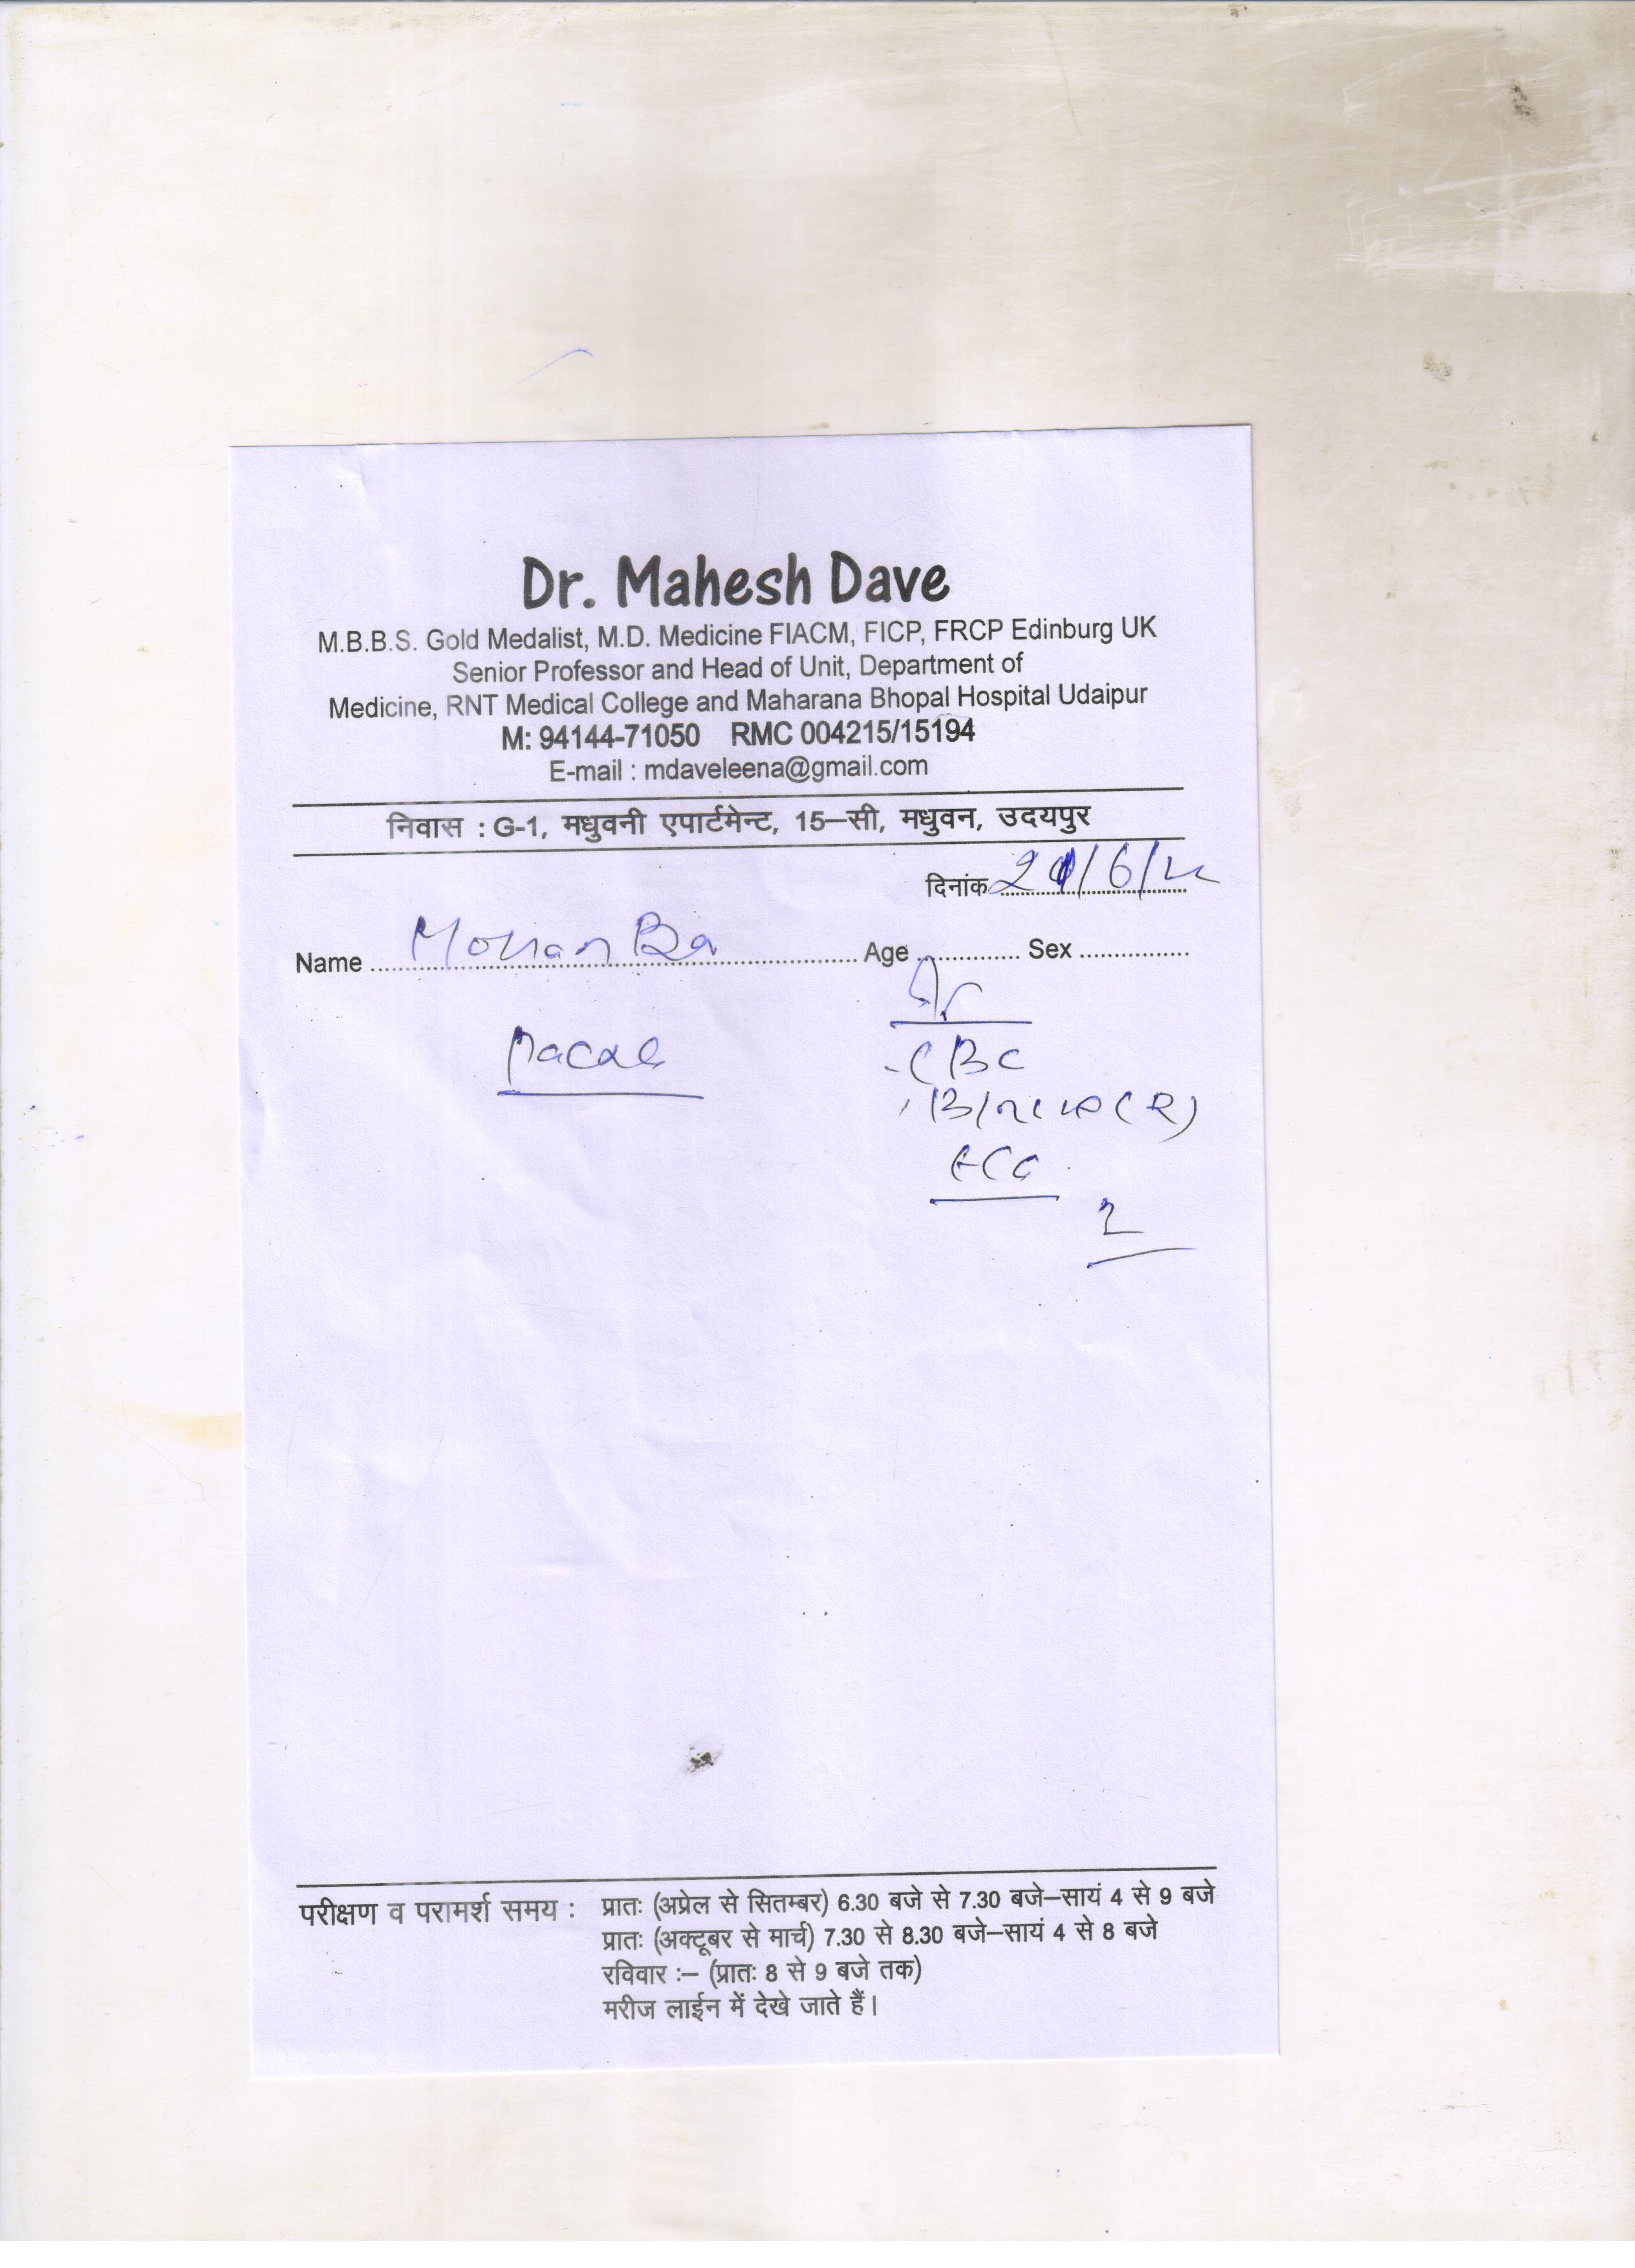 Dr. Mahesh Dave
M.B.B.S. Gold Medalist, M.D. Medicine FIACM, FICP, FRCP Edinburg UK
Senior Professor and Head of Unit, Department of
Medicine, RNT Medical College and Maharana Bhopal Hospital Udaipur
M: 94144-71050 RMC 004215/15194
E-mail : mdaveleena@gmail.com
निवास : G-1, मधुवनी एपार्टमेन्ट, 15–सी, मधुवन, उदयपुर
दिनांक
Name Mohan Age Sex
CBC
परीक्षण व परामर्श समय : प्रातः (अप्रेल से सितम्बर) 6.30 बजे से 7.30 बजे–सायं 4 से 9 बजे
प्रातः (अक्टूबर से मार्च) 7.30 से 8.30 बजे–सायं 4 से 8 बजे
रविवार :– (प्रातः 8 से 9 बजे तक)
मरीज लाईन में देखे जाते हैं।